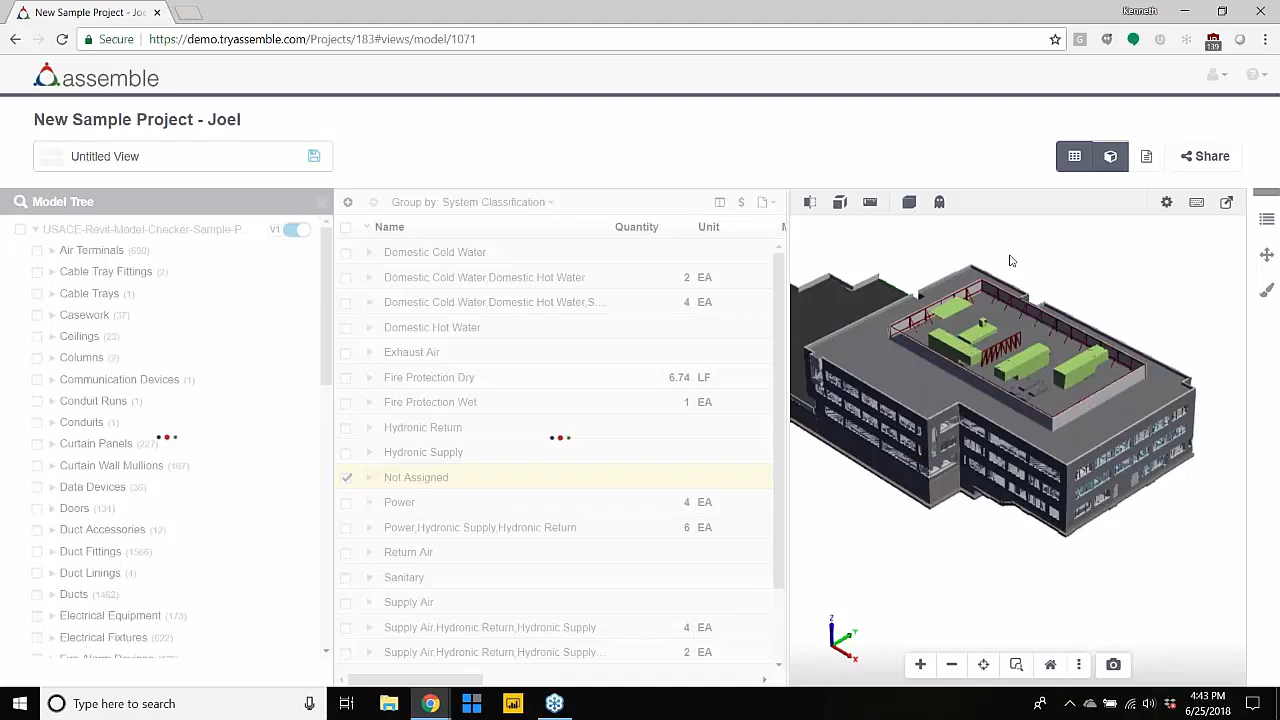 New Sample Project - Joe
Kenneth
Secure
https://demo.tryassemble.com/Projects/183#views/model/1071
139
assemble
New Sample Project - Joel
Untitled View
Share
Model Tree
Group by: System Classification
$
USACE-Revit-Model-Checker-Sample-P...
V1
Name
Quantity
Unit
Air Terminals (690)
Cable Tray Fittings (2)
Cable Trays (1)
Casework (37)
Ceilings (23)
Columns (2)
Communication Devices (1)
Conduit Runs (1)
Conduits (1)
Curtain Panels (227)
Curtain Wall Mullions (167)
Data Devices (36)
Doors (131)
Duct Accessories (12)
Duct Fittings (1566)
Duct Linings (4)
Ducts (1462)
Electrical Equipment (173)
Electrical Fixtures (622)
Domestic Cold Water
Domestic Cold Water,Domestic Hot Water 2 EA
Domestic Cold Water,Domestic Hot Water,S... 4 EA
Domestic Hot Water
Exhaust Air
Fire Protection Dry 6.74 LF
Fire Protection Wet 1 EA
Hydronic Return
Hydronic Supply
Not Assigned
Power 4 EA
Power,Hydronic Supply,Hydronic Return 6 EA
Return Air
Sanitary
Supply Air
Supply Air,Hydronic Return,Hydronic Supply 4 EA
Supply Air,Hydronic Return,Hydronic Supply... 2 EA
Z
Y
X
Type here to search
4:43 PM
6/25/2018